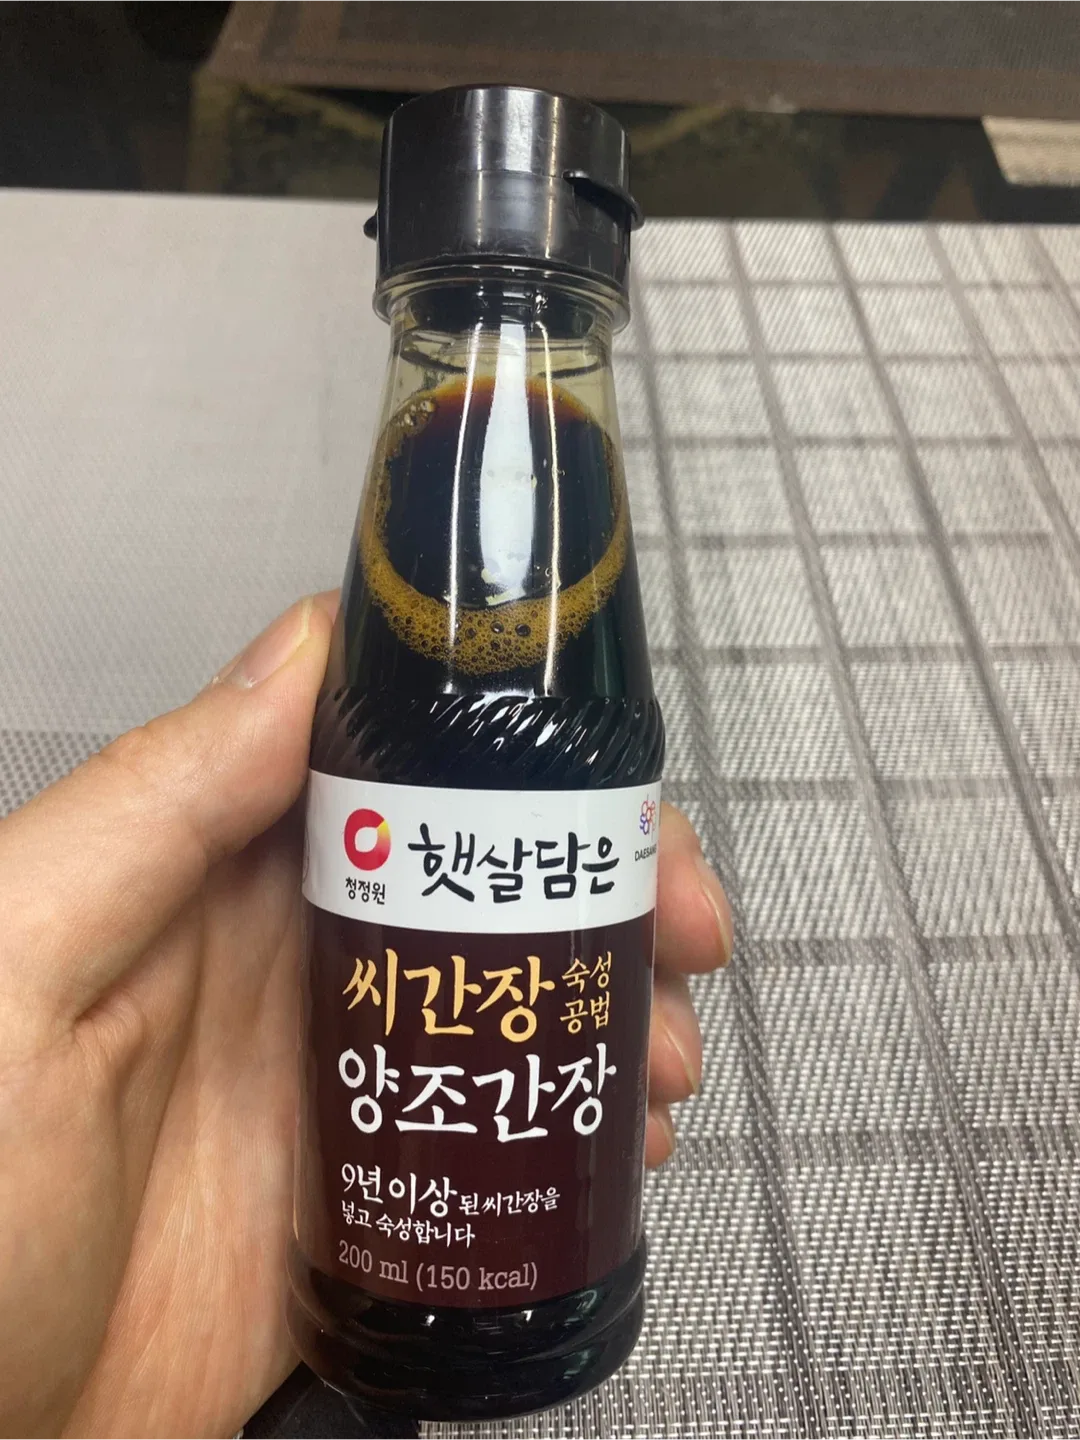 청정원
햇살담은
DAESANG
씨간장 숙성
공법
양조간장
9년 이상 된 씨간장을
넣고 숙성합니다
200 ml (150 kcal)